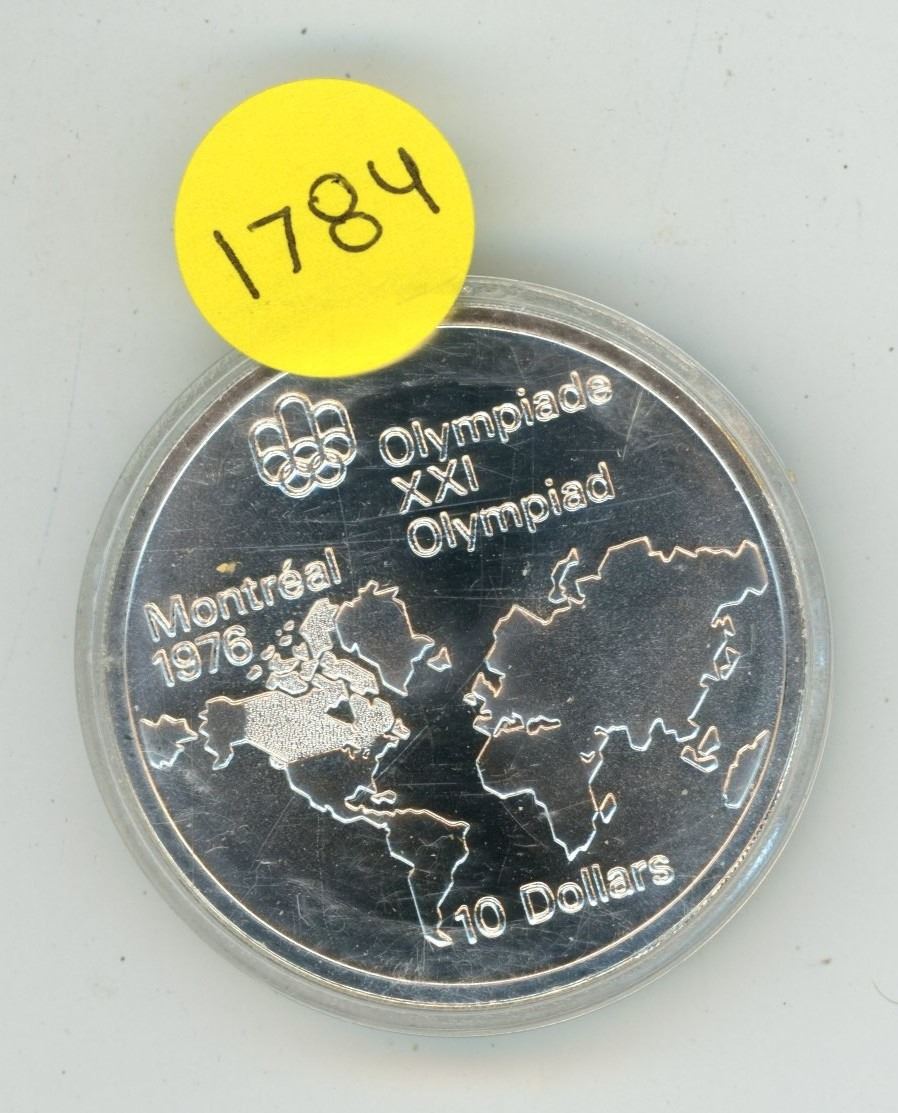 1784
Olympiade
XXI
Olympiad
Montréal
1976
10 Dollars